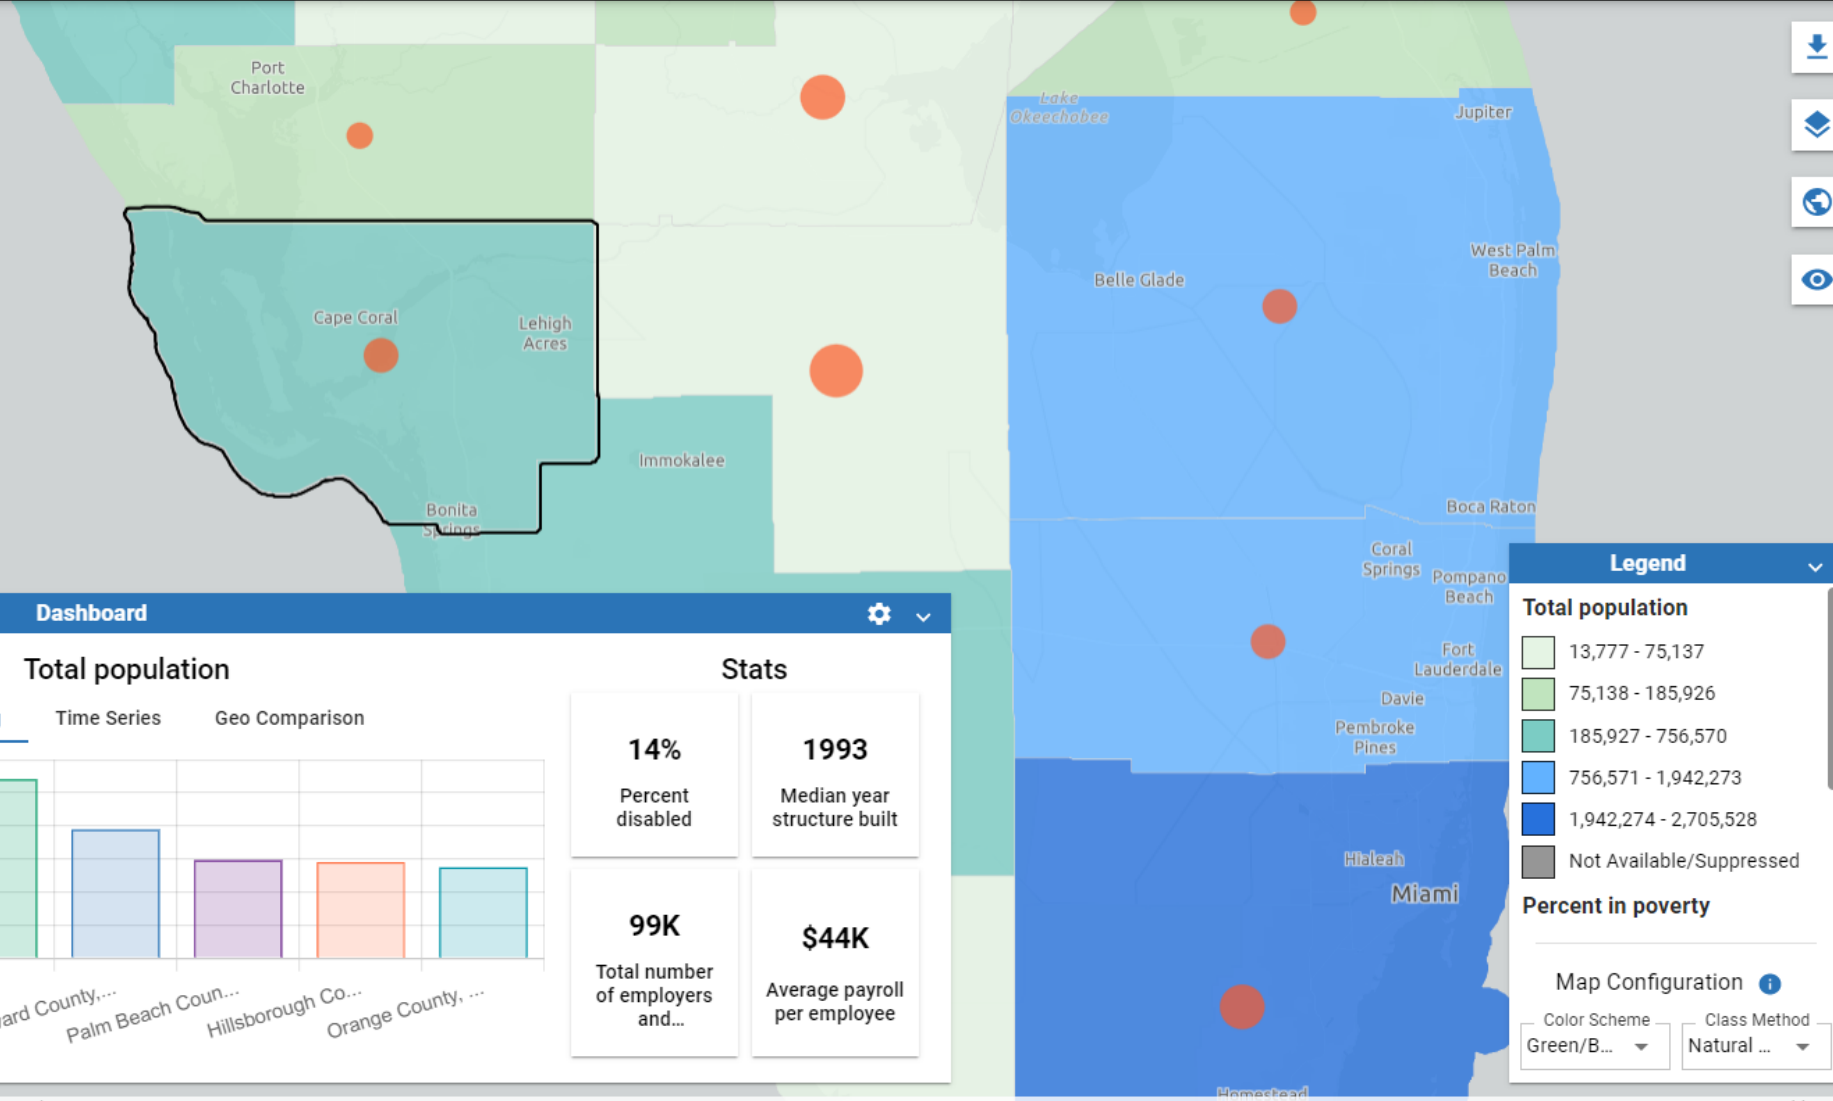 Port
Charlotte
Lake
Okeechobee
Jupiter
West Palm
Beach
Belle Glade
Cape Coral
Lehigh
Acres
Immokalee
Bonita
Springs
Boca Raton
Coral
Springs
Pompano
Beach
Fort
Lauderdale
Davie
Pembroke
Pines
Hialeah
Miami
Homestead
Dashboard
Total population
Time Series
Geo Comparison
ard County,...
Palm Beach Coun...
Hillsborough Co...
Orange County, ...
Stats
14%
Percent
disabled
1993
Median year
structure built
99K
Total number
of employers
and...
$44K
Average payroll
per employee
Legend
Total population
13,777 - 75,137
75,138 - 185,926
185,927 - 756,570
756,571 - 1,942,273
1,942,274 - 2,705,528
Not Available/Suppressed
Percent in poverty
Map Configuration
Color Scheme
Green/B...
Class Method
Natural ...